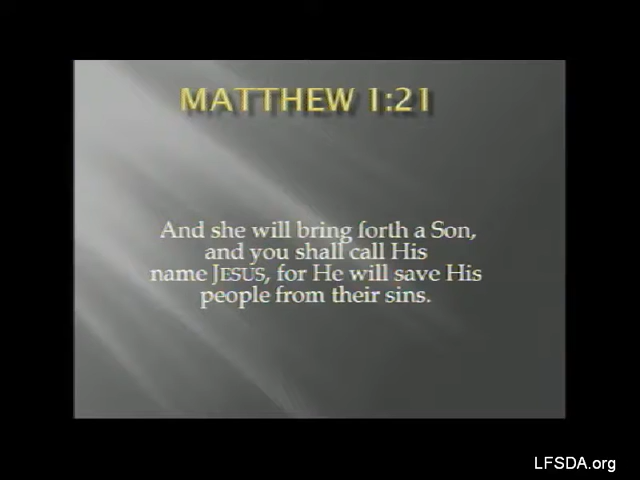 MATTHEW 1:21
And she will bring forth a Son,
and you shall call His
name JESUS, for He will save His
people from their sins.
LFSDA.org